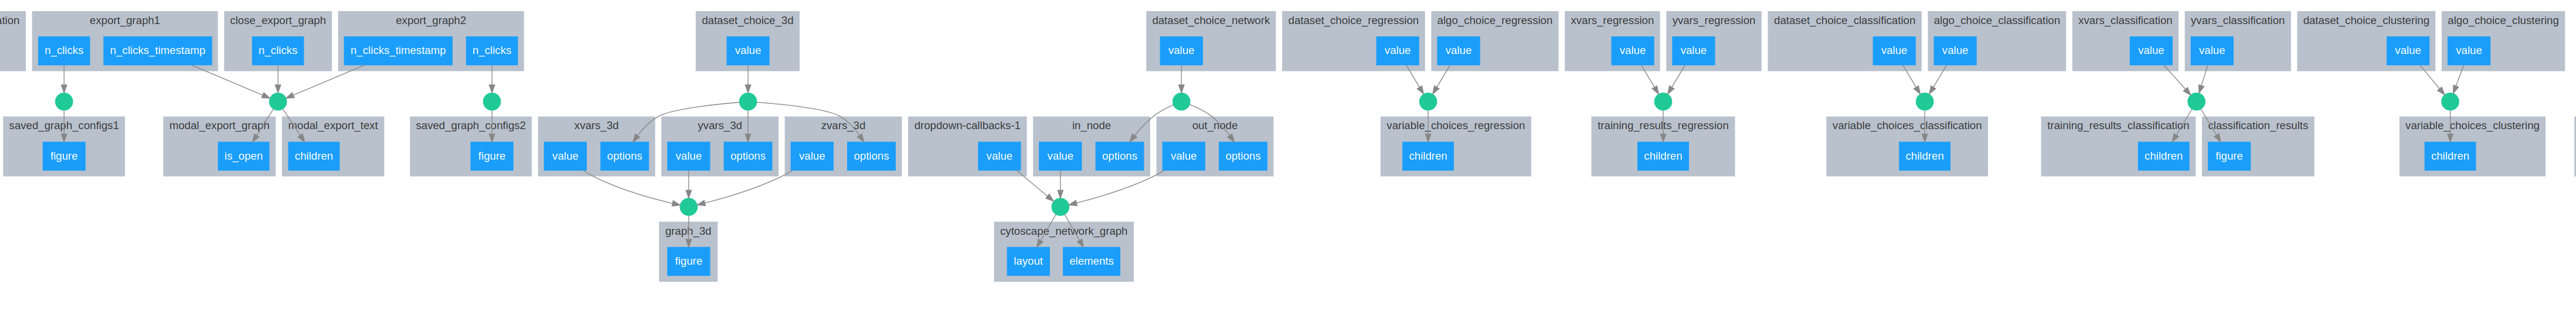 tion
export_graph1
close_export_graph
export_graph2
dataset_choice_3d
dataset_choice_network
dataset_choice_regression
algo_choice_regression
xvars_regression
yvars_regression
dataset_choice_classification
algo_choice_classification
xvars_classification
yvars_classification
dataset_choice_clustering
algo_choice_clustering
n_clicks
n_clicks_timestamp
n_clicks
n_clicks_timestamp
n_clicks
value
value
value
value
value
value
value
value
value
value
value
value
saved_graph_configs1
modal_export_graph
modal_export_text
saved_graph_configs2
xvars_3d
yvars_3d
zvars_3d
dropdown-callbacks-1
in_node
out_node
variable_choices_regression
training_results_regression
variable_choices_classification
training_results_classification
classification_results
variable_choices_clustering
figure
is_open
children
figure
value
options
value
options
value
options
value
value
options
value
options
children
children
children
children
figure
children
graph_3d
cytoscape_network_graph
figure
layout
elements